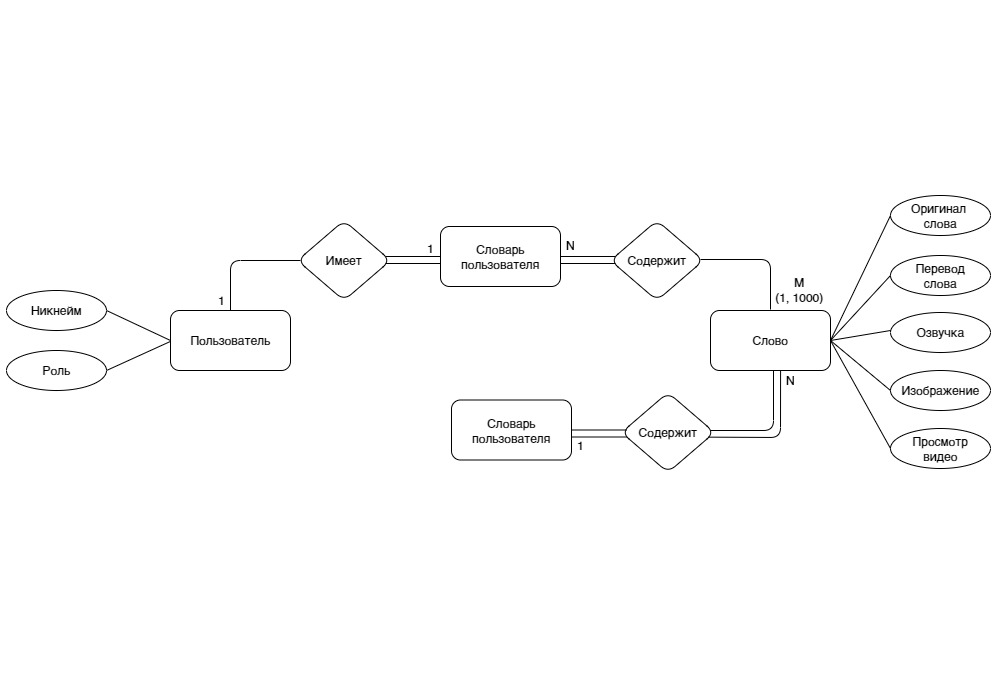 Оригинал
слова
Словарь
пользователя
1
N
Имеет
Содержит
Перевод
слова
M
(1, 1000)
1
Никнейм
Пользователь
Слово
Озвучка
Роль
N
Изображение
Словарь
пользователя
1
Содержит
Просмотр
видео